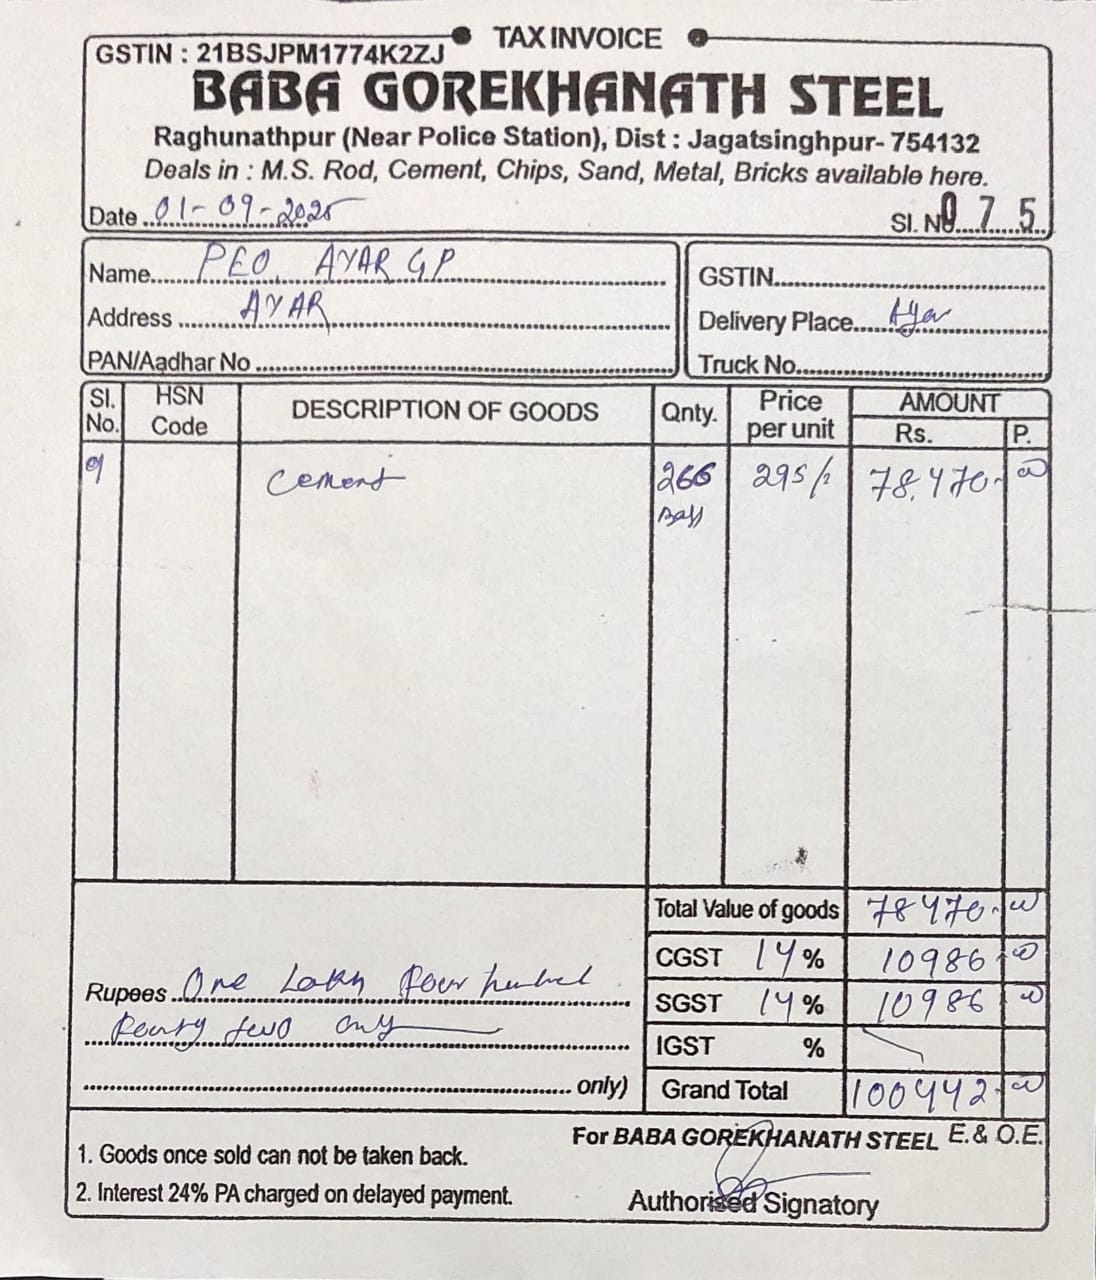 TAX INVOICE
GSTIN : 21BSJPM1774K2ZJ
BABA GOREKHANATH STEEL
Raghunathpur (Near Police Station), Dist : Jagatsinghpur- 754132
Deals in : M.S. Rod, Cement, Chips, Sand, Metal, Bricks available here.
Date 01-09-2025 Sl. No 075
Name PEO, AYAR GP
Address AYAR
PAN/Aadhar No
GSTIN
Delivery Place Ayar
Truck No.
Sl. No. HSN Code DESCRIPTION OF GOODS Qnty. Price per unit AMOUNT Rs. P.
Cement 266 295/- 78,470. 00
Total Value of goods 78470. 00
CGST 14 % 10986. 00
SGST 14 % 10986 00
IGST %
Grand Total 100442. 00
Rupees One Lakh four hundred
fourty two only
only)
For BABA GOREKHANATH STEEL E.& O.E.
1. Goods once sold can not be taken back.
2. Interest 24% PA charged on delayed payment.
Authorised Signatory